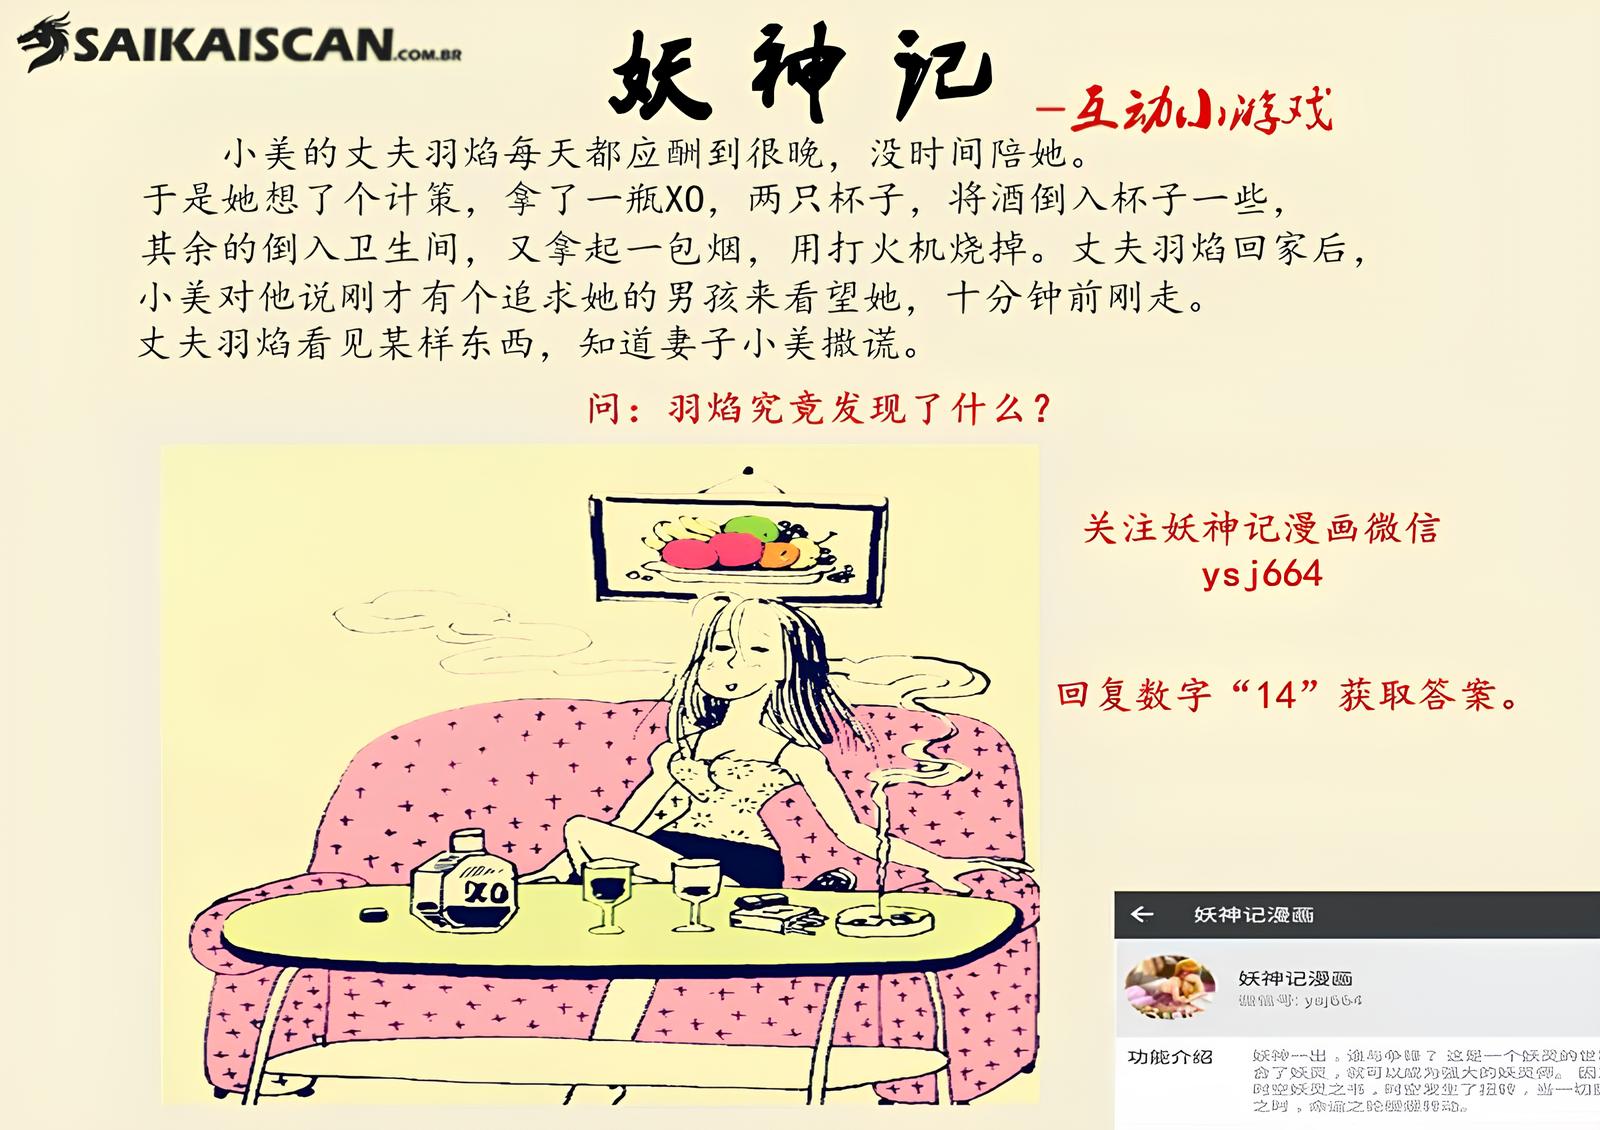 SAIKAISCAN.COM.BR
妖神记
—互动小游戏
小美的丈夫羽焰每天都应酬到很晚，没时间陪她。
于是她想了个计策，拿了一瓶XO，两只杯子，将酒倒入杯子一些，
其余的倒入卫生间，又拿起一包烟，用打火机烧掉。丈夫羽焰回家后，
小美对他说刚才有个追求她的男孩来看望她，十分钟前刚走。
丈夫羽焰看见某样东西，知道妻子小美撒谎。
问：羽焰究竟发现了什么？
关注妖神记漫画微信
ysj664
回复数字“14”获取答案。
XO
妖神记漫画
妖神记漫画
微信号: ysj664
功能介绍
妖神一出，谁与争锋？这是一个妖灵的世
合了妖灵，就可以成为强大的妖灵师。因
时空妖灵之书，时空发生了扭转，当一切
之时，命运之轮缓缓转动。